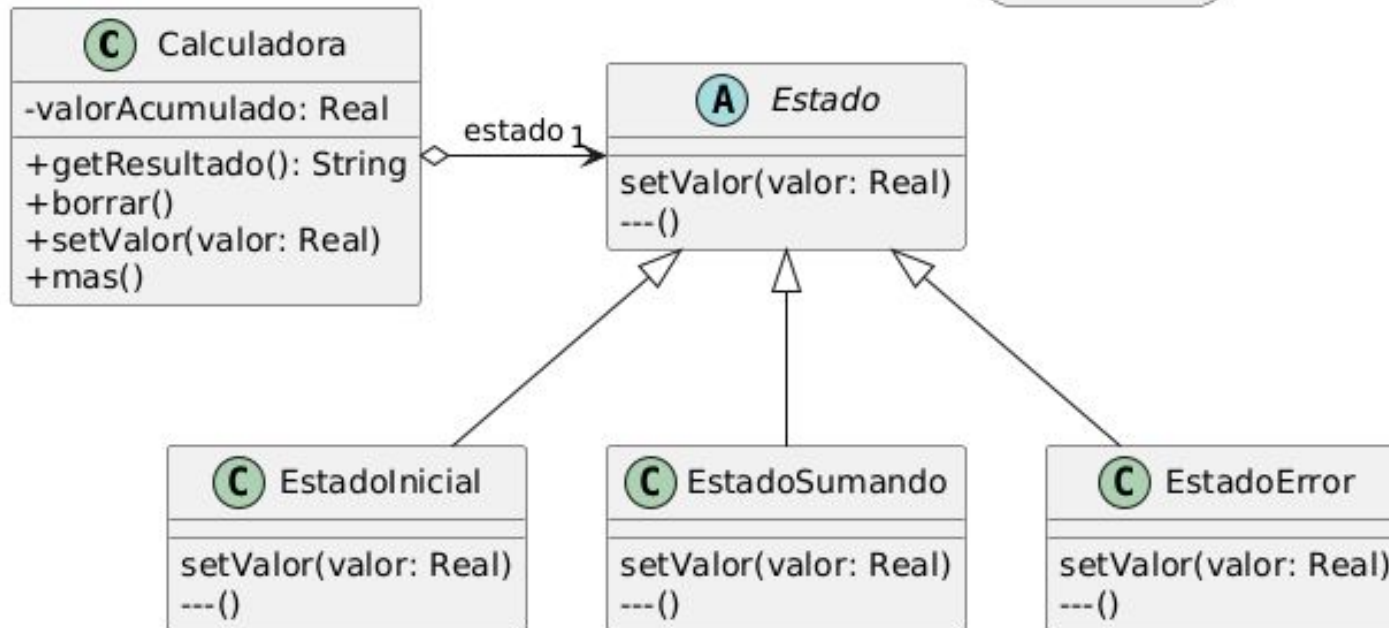 C Calculadora
-valorAcumulado: Real
+getResultado(): String
+borrar()
+setValor(valor: Real)
+mas()
estado 1
A Estado
setValor(valor: Real)
---()
C EstadoInicial
setValor(valor: Real)
---()
C EstadoSumando
setValor(valor: Real)
---()
C EstadoError
setValor(valor: Real)
---()